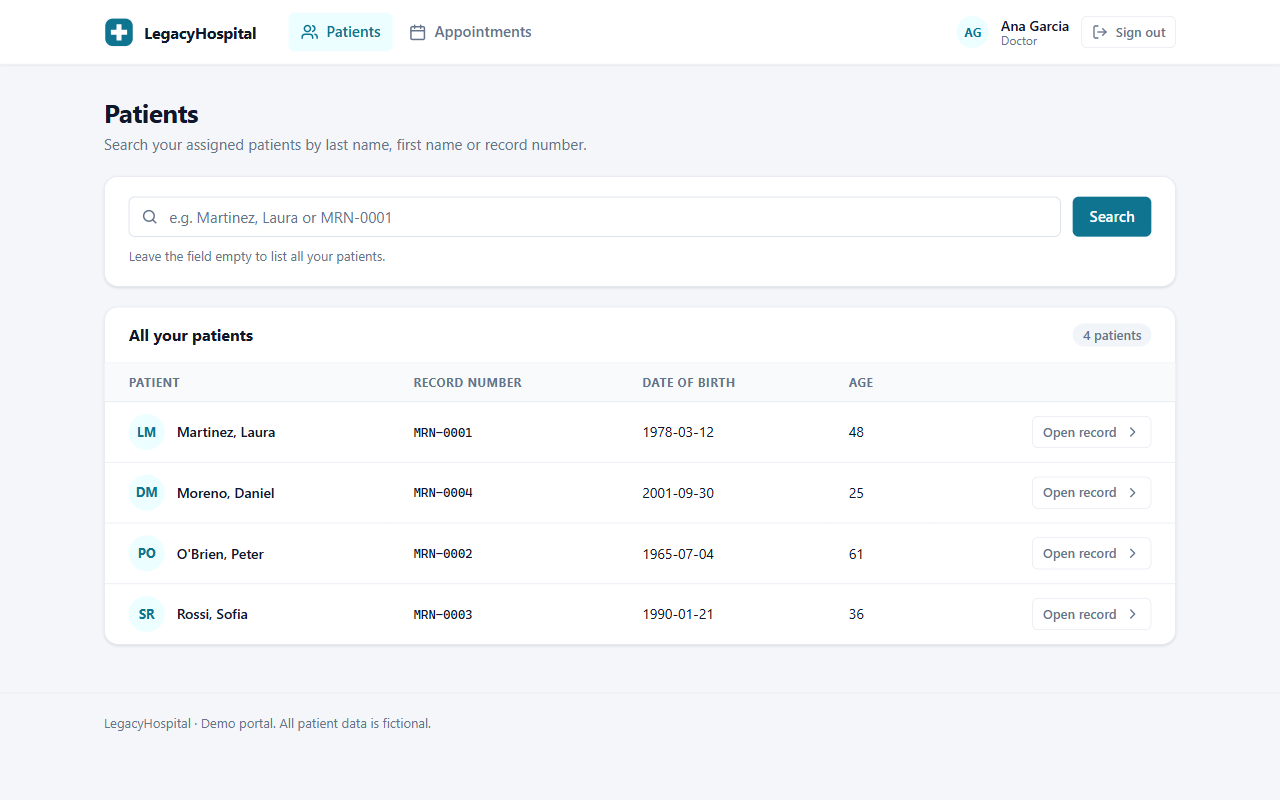 LegacyHospital Patients Appointments AG Ana Garcia Sign out
Doctor
Patients
Search your assigned patients by last name, first name or record number.
e.g. Martinez, Laura or MRN-0001 Search
Leave the field empty to list all your patients.
All your patients 4 patients
PATIENT RECORD NUMBER DATE OF BIRTH AGE
LM Martinez, Laura MRN-0001 1978-03-12 48 Open record
DM Moreno, Daniel MRN-0004 2001-09-30 25 Open record
PO O'Brien, Peter MRN-0002 1965-07-04 61 Open record
SR Rossi, Sofia MRN-0003 1990-01-21 36 Open record
LegacyHospital · Demo portal. All patient data is fictional.